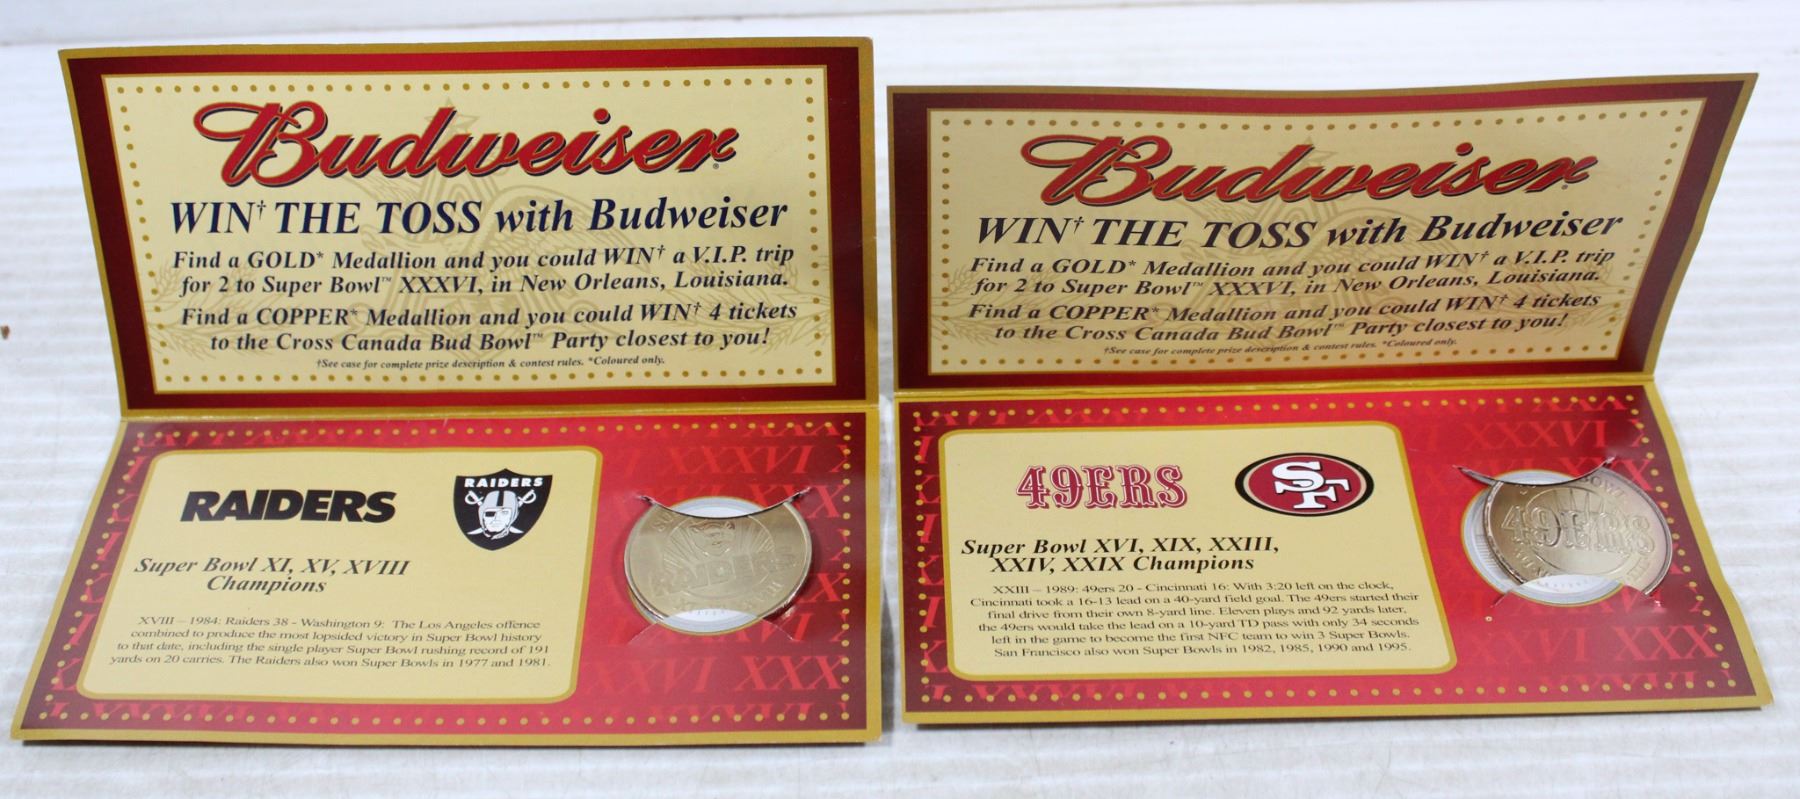 Budweiser
WIN† THE TOSS with Budweiser
Find a GOLD* Medallion and you could WIN† a V.I.P. trip
for 2 to Super Bowl™ XXXVI, in New Orleans, Louisiana.
Find a COPPER* Medallion and you could WIN† 4 tickets
to the Cross Canada Bud Bowl™ Party closest to you!
†See case for complete prize description & contest rules. *Coloured only.
RAIDERS
RAIDERS
Super Bowl XI, XV, XVIII
Champions
XVIII – 1984: Raiders 38 - Washington 9: The Los Angeles offence
combined to produce the most lopsided victory in Super Bowl history
to that date, including the single player Super Bowl rushing record of 191
yards on 20 carries. The Raiders also won Super Bowls in 1977 and 1981.
XXXVI
XXXVI XXX
RAIDERS
Budweiser
WIN† THE TOSS with Budweiser
Find a GOLD* Medallion and you could WIN† a V.I.P. trip
for 2 to Super Bowl™ XXXVI, in New Orleans, Louisiana.
Find a COPPER* Medallion and you could WIN† 4 tickets
to the Cross Canada Bud Bowl™ Party closest to you!
†See case for complete prize description & contest rules. *Coloured only.
49ERS
SF
Super Bowl XVI, XIX, XXIII,
XXIV, XXIX Champions
XXIII – 1989: 49ers 20 - Cincinnati 16: With 3:20 left on the clock,
Cincinnati took a 16-13 lead on a 40-yard field goal. The 49ers started their
final drive from their own 8-yard line. Eleven plays and 92 yards later,
the 49ers would take the lead on a 10-yard TD pass with only 34 seconds
left in the game to become the first NFC team to win 3 Super Bowls.
San Francisco also won Super Bowls in 1982, 1985, 1990 and 1995.
XXXVI
49ERS
XXXVI XXX